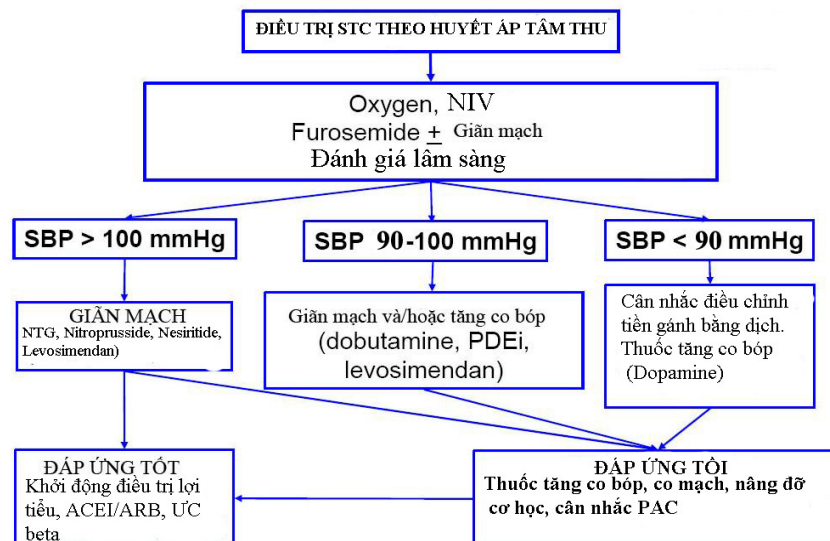 ĐIỀU TRỊ STC THEO HUYẾT ÁP TÂM THU
Oxygen, NIV
Furosemide ± Giãn mạch
Đánh giá lâm sàng
SBP > 100 mmHg
SBP 90-100 mmHg
SBP < 90 mmHg
GIÃN MẠCH
NTG, Nitroprusside, Nesiritide,
Levosimendan)
Giãn mạch và/hoặc tăng co bóp
(dobutamine, PDEi,
levosimendan)
Cân nhắc điều chỉnh
tiền gánh bằng dịch.
Thuốc tăng co bóp
(Dopamine)
ĐÁP ỨNG TỐT
Khởi động điều trị lợi
tiểu, ACEI/ARB, ƯC
beta
ĐÁP ỨNG TỒI
Thuốc tăng co bóp, co mạch, nâng đỡ
cơ học, cân nhắc PAC